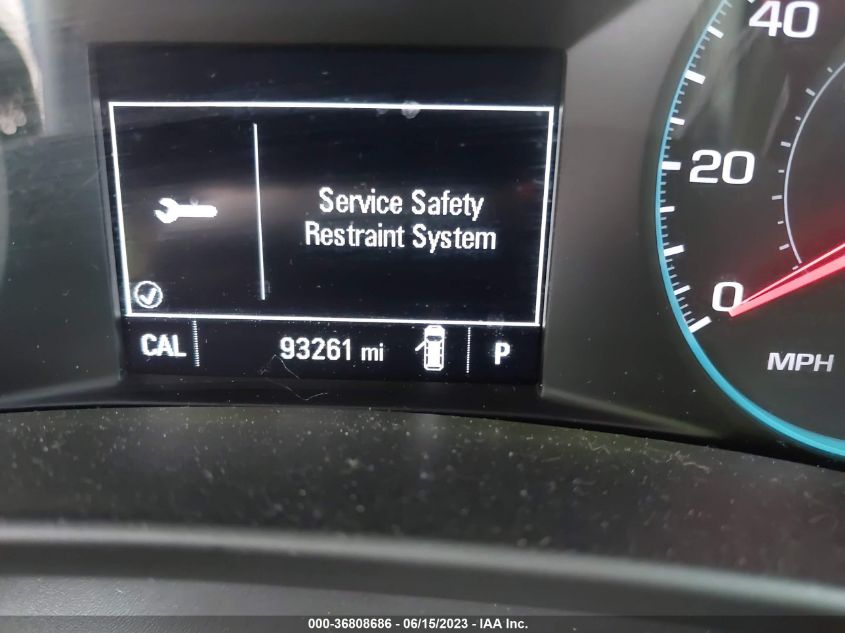 40
20
0
MPH
Service Safety
Restraint System
CAL 93261 mi P
000-36808686 - 06/15/2023 - IAA Inc.